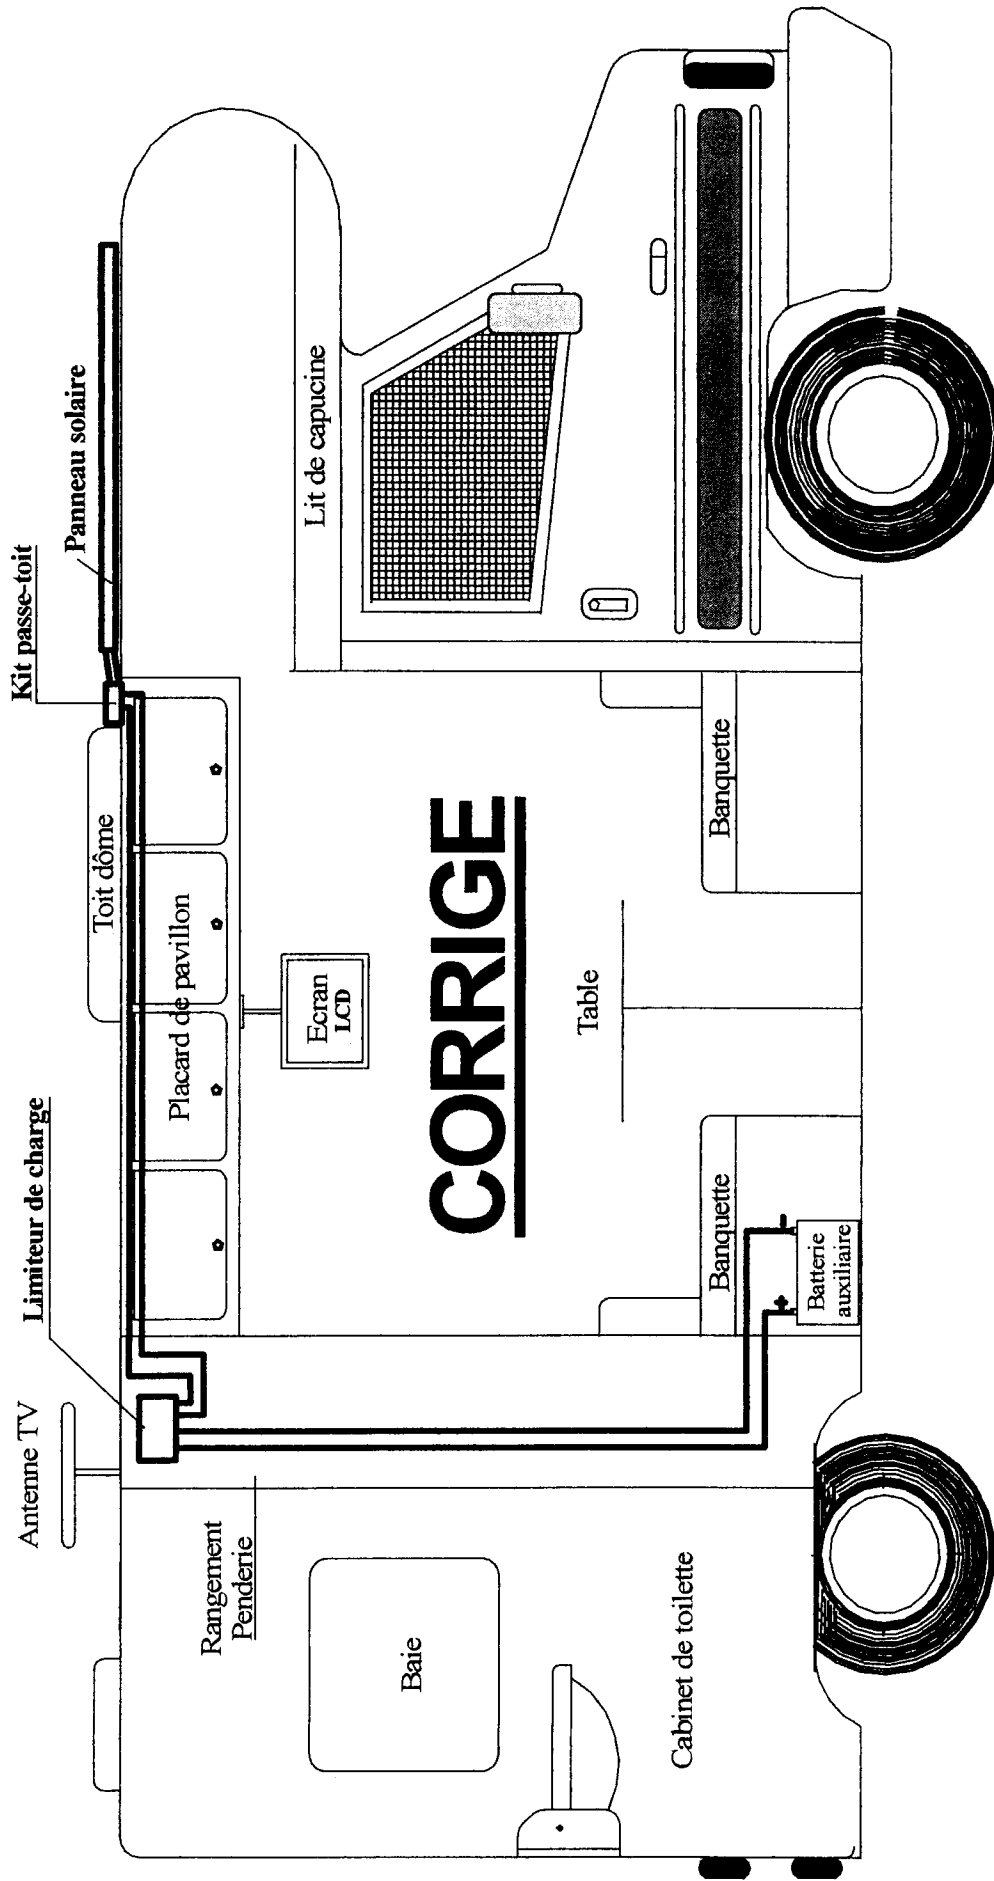 Antenne TV
Limiteur de charge
Kit passe-toit
Panneau solaire
Toit dôme
Placard de pavillon
Rangement
Penderie
Ecran
LCD
Lit de capucine
Baie
CORRIGE
Table
Cabinet de toilette
Banquette
Banquette
+
-
Batterie
auxiliaire